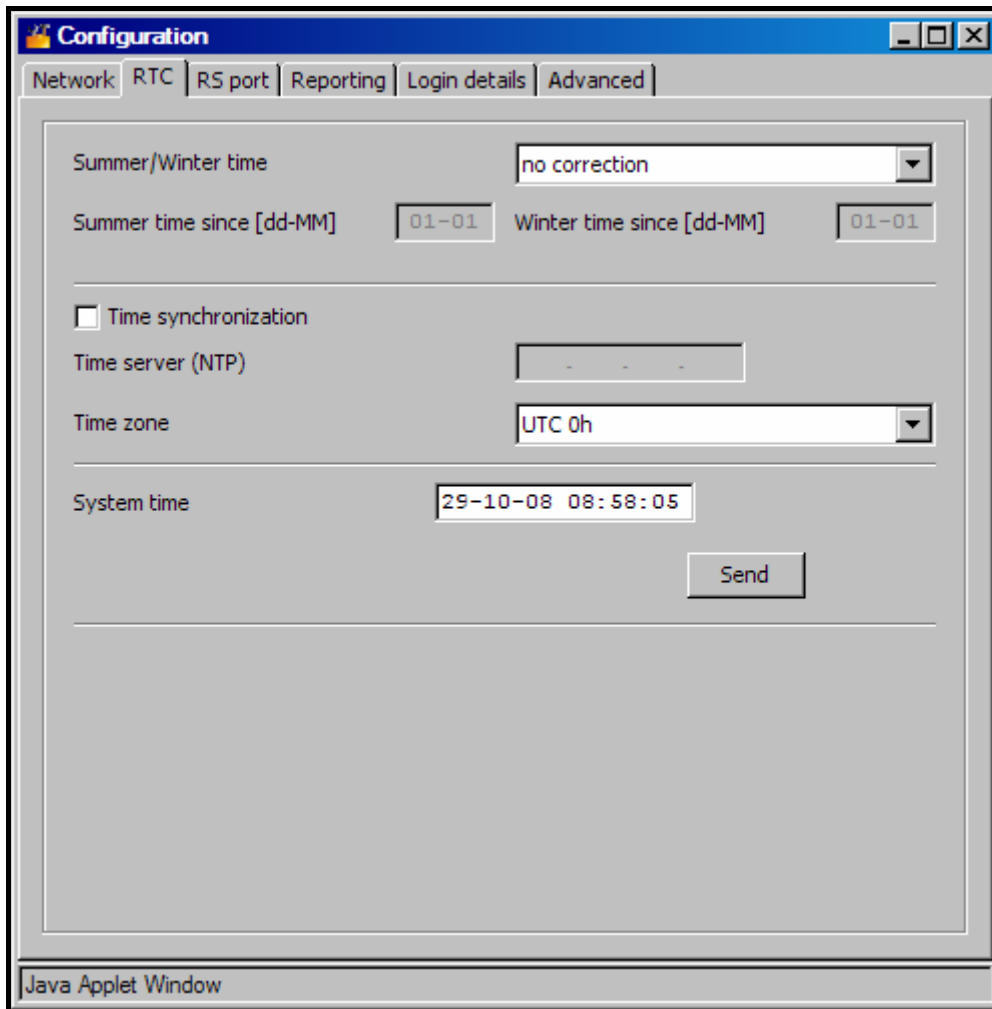 Configuration
Network RTC RS port Reporting Login details Advanced
Summer/Winter time no correction
Summer time since [dd-MM] 01-01 Winter time since [dd-MM] 01-01
Time synchronization
Time server (NTP) . . .
Time zone UTC 0h
System time 29-10-08 08:58:05
Send
Java Applet Window